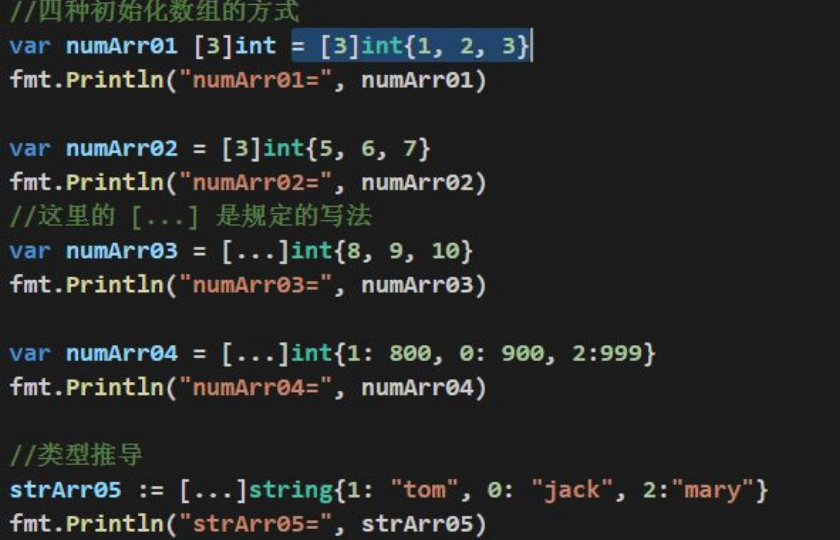 //四种初始化数组的方式
var numArr01 [3]int = [3]int{1, 2, 3}
fmt.Println("numArr01=", numArr01)
var numArr02 = [3]int{5, 6, 7}
fmt.Println("numArr02=", numArr02)
//这里的 [...] 是规定的写法
var numArr03 = [...]int{8, 9, 10}
fmt.Println("numArr03=", numArr03)
var numArr04 = [...]int{1: 800, 0: 900, 2:999}
fmt.Println("numArr04=", numArr04)
//类型推导
strArr05 := [...]string{1: "tom", 0: "jack", 2:"mary"}
fmt.Println("strArr05=", strArr05)